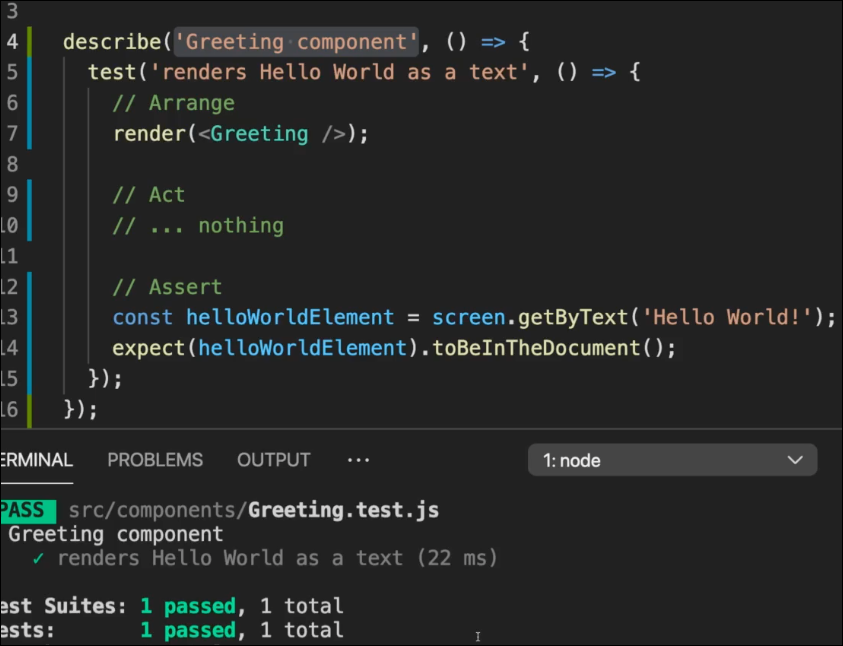 3
4 describe('Greeting component', () => {
5 test('renders Hello World as a text', () => {
6 // Arrange
7 render(<Greeting />);
8
9 // Act
10 // ... nothing
11
12 // Assert
13 const helloWorldElement = screen.getByText('Hello World!');
14 expect(helloWorldElement).toBeInTheDocument();
15 });
16 });
ERMINAL PROBLEMS OUTPUT ··· 1: node
PASS src/components/Greeting.test.js
Greeting component
✓ renders Hello World as a text (22 ms)
est Suites: 1 passed, 1 total
ests: 1 passed, 1 total